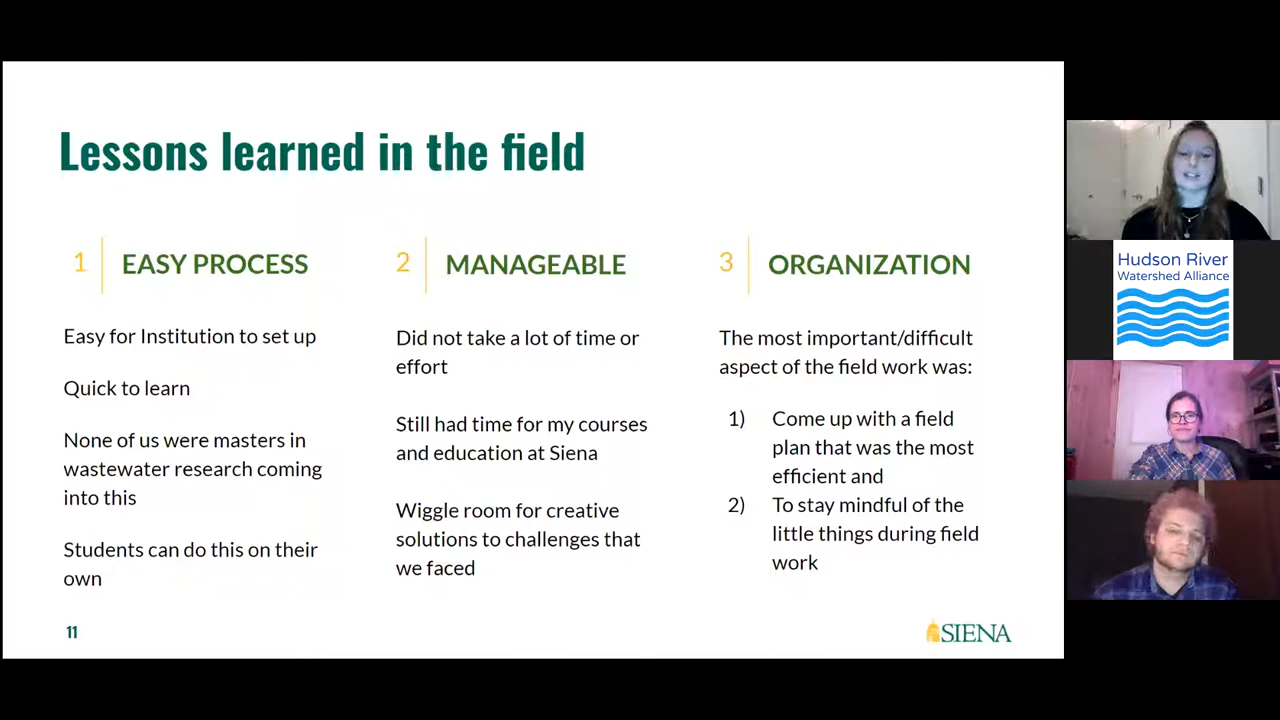 Lessons learned in the field
1
EASY PROCESS
Easy for Institution to set up
Quick to learn
None of us were masters in
wastewater research coming
into this
Students can do this on their
own
2
MANAGEABLE
Did not take a lot of time or
effort
Still had time for my courses
and education at Siena
Wiggle room for creative
solutions to challenges that
we faced
3
ORGANIZATION
The most important/difficult
aspect of the field work was:
1) Come up with a field
plan that was the most
efficient and
2) To stay mindful of the
little things during field
work
11
SIENA
Hudson River
Watershed Alliance